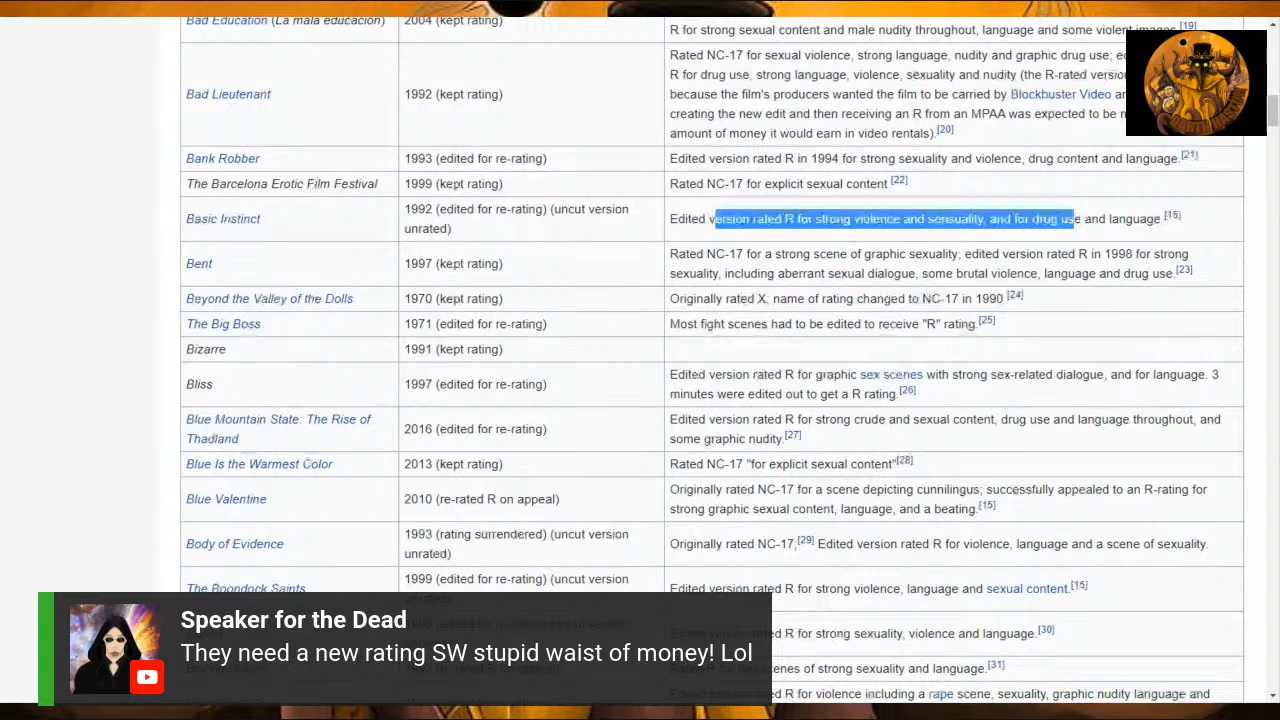 Bad Education (La mala educación) 2004 (kept rating)
R for strong sexual content and male nudity throughout, language and some violent images.[19]
Rated NC-17 for sexual violence, strong language, nudity and graphic drug use;
R for drug use, strong language, violence, sexuality and nudity (the R-rated
Bad Lieutenant 1992 (kept rating) because the film's producers wanted the film to be carried by Blockbuster Video
creating the new edit and then receiving an R from an MPAA was expected to be
amount of money it would earn in video rentals).[20]
Bank Robber 1993 (edited for re-rating) Edited version rated R in 1994 for strong sexuality and violence, drug content and language.[21]
The Barcelona Erotic Film Festival 1999 (kept rating) Rated NC-17 for explicit sexual content [22]
Basic Instinct 1992 (edited for re-rating) (uncut version unrated) Edited version rated R for strong violence and sensuality, and for drug use and language [15]
Bent 1997 (kept rating) Rated NC-17 for a strong scene of graphic sexuality; edited version rated R in 1998 for strong
sexuality, including aberrant sexual dialogue, some brutal violence, language and drug use.[23]
Beyond the Valley of the Dolls 1970 (kept rating) Originally rated X, name of rating changed to NC-17 in 1990 [24]
The Big Boss 1971 (edited for re-rating) Most fight scenes had to be edited to receive "R" rating.[25]
Bizarre 1991 (kept rating)
Bliss 1997 (edited for re-rating) Edited version rated R for graphic sex scenes with strong sex-related dialogue, and for language. 3
minutes were edited out to get a R rating.[26]
Blue Mountain State: The Rise of Thadland 2016 (edited for re-rating) Edited version rated R for strong crude and sexual content, drug use and language throughout, and
some graphic nudity.[27]
Blue Is the Warmest Color 2013 (kept rating) Rated NC-17 "for explicit sexual content"[28]
Blue Valentine 2010 (re-rated R on appeal) Originally rated NC-17 for a scene depicting cunnilingus; successfully appealed to an R-rating for
strong graphic sexual content, language, and a beating.[15]
Body of Evidence 1993 (rating surrendered) (uncut version unrated) Originally rated NC-17;[29] Edited version rated R for violence, language and a scene of sexuality.
The Boondock Saints 1999 (edited for re-rating) (uncut version Edited version rated R for strong violence, language and sexual content.[15]
R for strong sexuality, violence and language.[30]
scenes of strong sexuality and language.[31]
R for violence including a rape scene, sexuality, graphic nudity language and
Speaker for the Dead
They need a new rating SW stupid waist of money! Lol